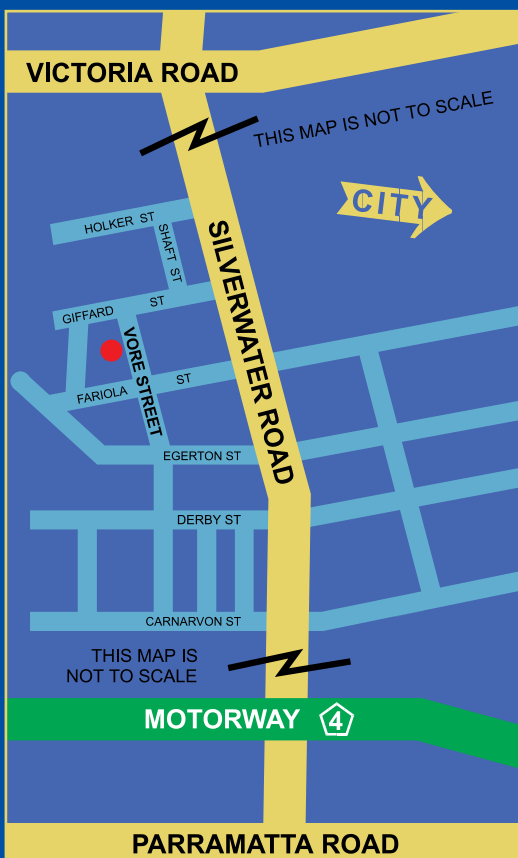 VICTORIA ROAD
THIS MAP IS NOT TO SCALE
CITY
HOLKER ST
SHAFT ST
SILVERWATER ROAD
GIFFARD ST
VORE STREET
FARIOLA ST
EGERTON ST
DERBY ST
CARNARVON ST
THIS MAP IS
NOT TO SCALE
MOTORWAY 4
PARRAMATTA ROAD